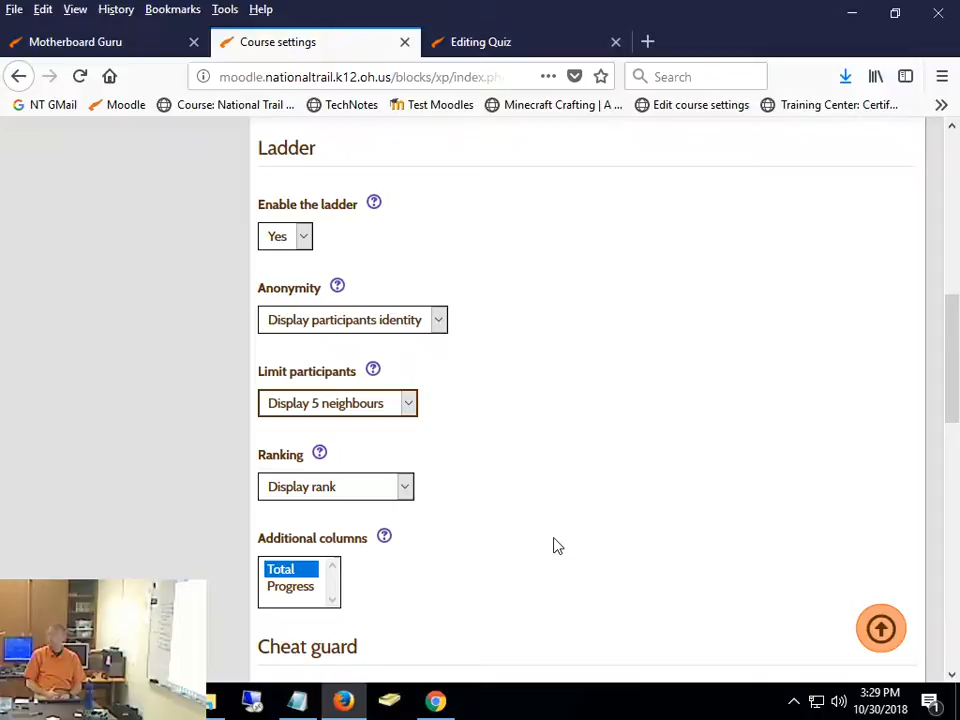 File Edit View History Bookmarks Tools Help
Motherboard Guru Course settings Editing Quiz
moodle.nationaltrail.k12.oh.us/blocks/xp/index.ph Search
NT GMail Moodle Course: National Trail ... TechNotes Test Moodles Minecraft Crafting | A ... Edit course settings Training Center: Certif...
Ladder
Enable the ladder
Yes
Anonymity
Display participants identity
Limit participants
Display 5 neighbours
Ranking
Display rank
Additional columns
Total
Progress
Cheat guard
3:29 PM
10/30/2018